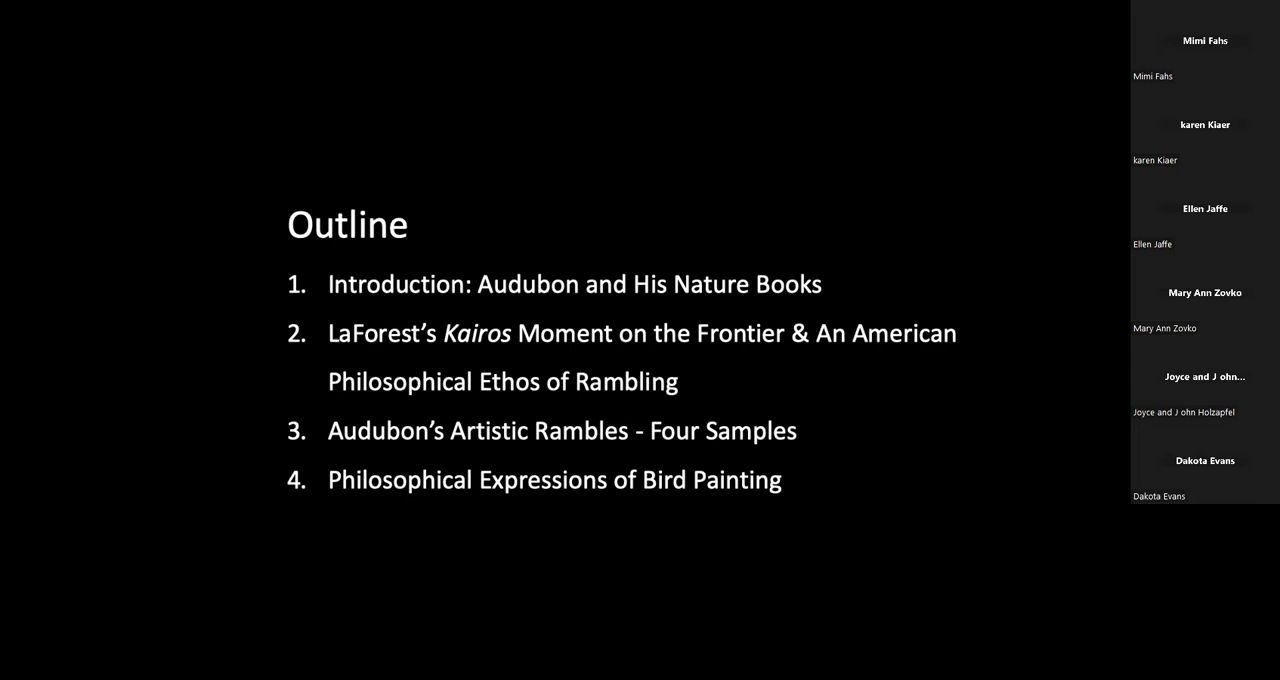 Outline
1. Introduction: Audubon and His Nature Books
2. LaForest’s Kairos Moment on the Frontier & An American
Philosophical Ethos of Rambling
3. Audubon’s Artistic Rambles - Four Samples
4. Philosophical Expressions of Bird Painting
Mimi Fahs
Mimi Fahs
karen Kiaer
karen Kiaer
Ellen Jaffe
Ellen Jaffe
Mary Ann Zovko
Mary Ann Zovko
Joyce and J ohn...
Joyce and J ohn Holzapfel
Dakota Evans
Dakota Evans